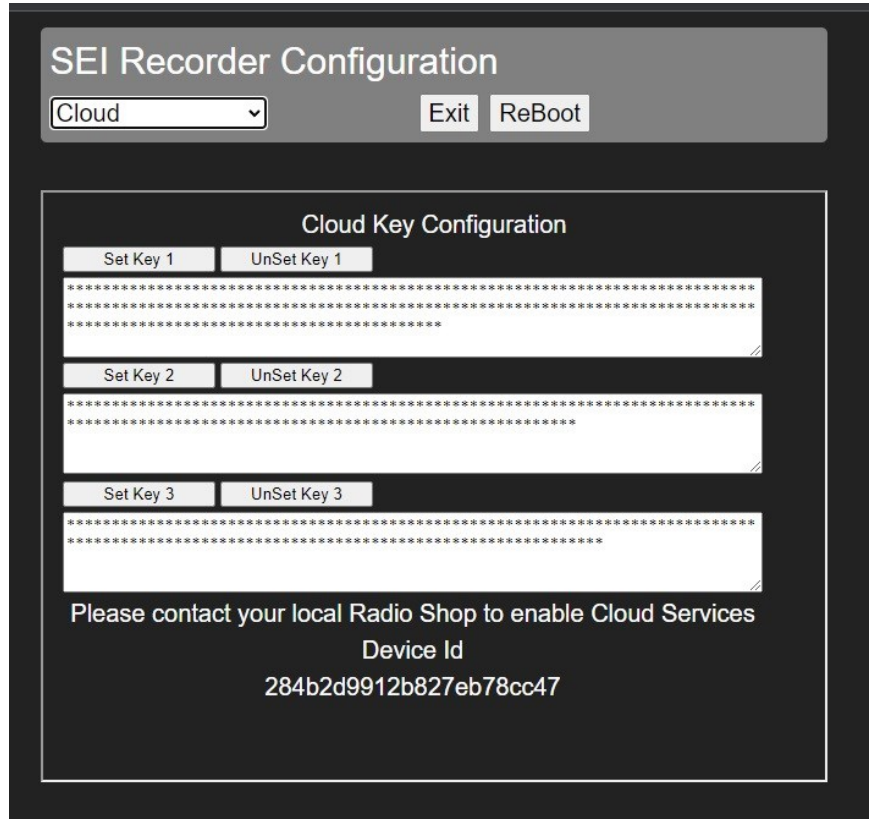 SEI Recorder Configuration
Cloud Exit ReBoot
Cloud Key Configuration
Set Key 1 UnSet Key 1
*****************************************************************************
*****************************************************************************
******************************************
Set Key 2 UnSet Key 2
*****************************************************************************
*********************************************************
Set Key 3 UnSet Key 3
*****************************************************************************
************************************************************
Please contact your local Radio Shop to enable Cloud Services
Device Id
284b2d9912b827eb78cc47